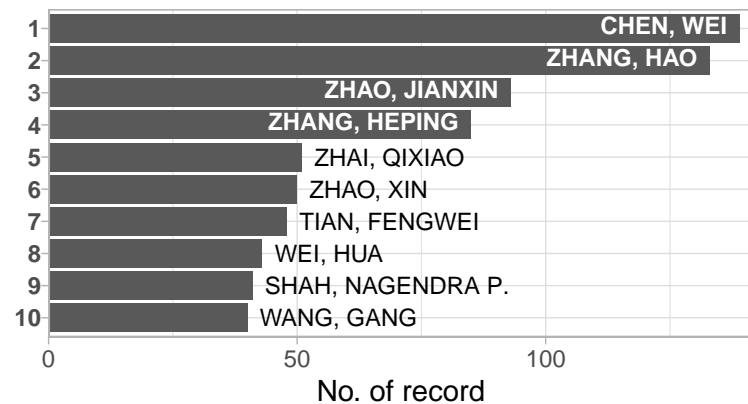 1 CHEN, WEI
2 ZHANG, HAO
3 ZHAO, JIANXIN
4 ZHANG, HEPING
5 ZHAI, QIXIAO
6 ZHAO, XIN
7 TIAN, FENGWEI
8 WEI, HUA
9 SHAH, NAGENDRA P.
10 WANG, GANG
0 50 100
No. of record